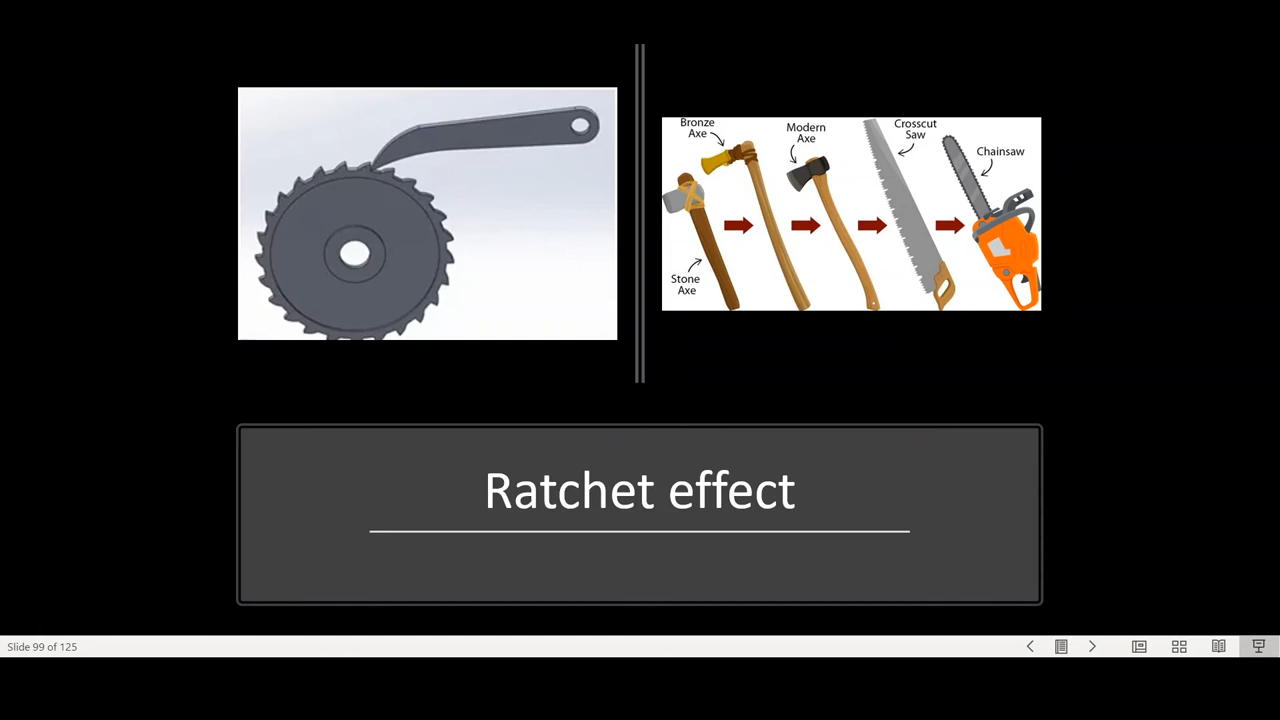 Bronze
Axe
Modern
Axe
Crosscut
Saw
Chainsaw
Stone
Axe
Ratchet effect
Slide 99 of 125